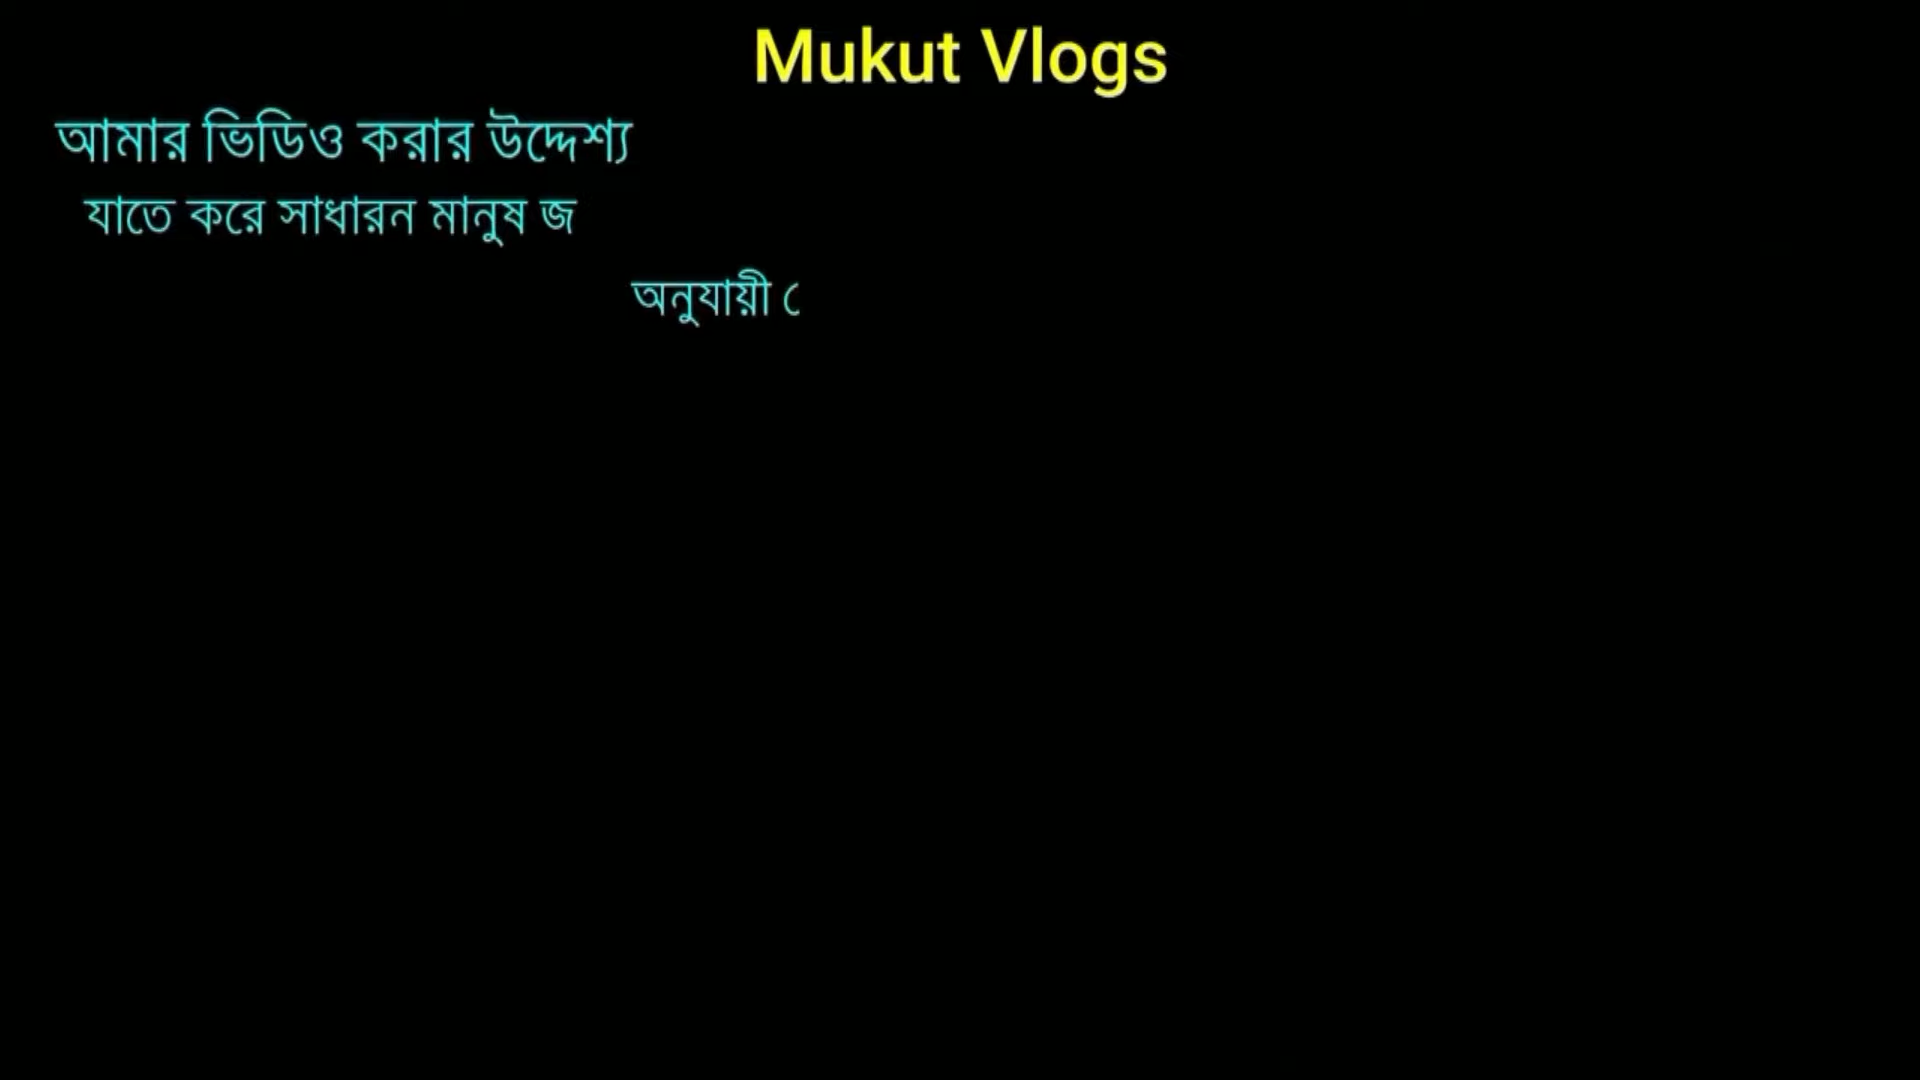 Mukut Vlogs
আমার ভিডিও করার উদ্দেশ্য
যাতে করে সাধারন মানুষ জ
অনুযায়ী ে